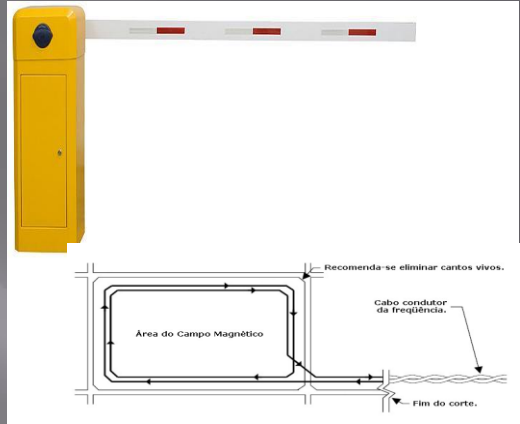 Recomenda-se eliminar cantos vivos.
Cabo condutor
da freqüência.
Área do Campo Magnético
Fim do corte.